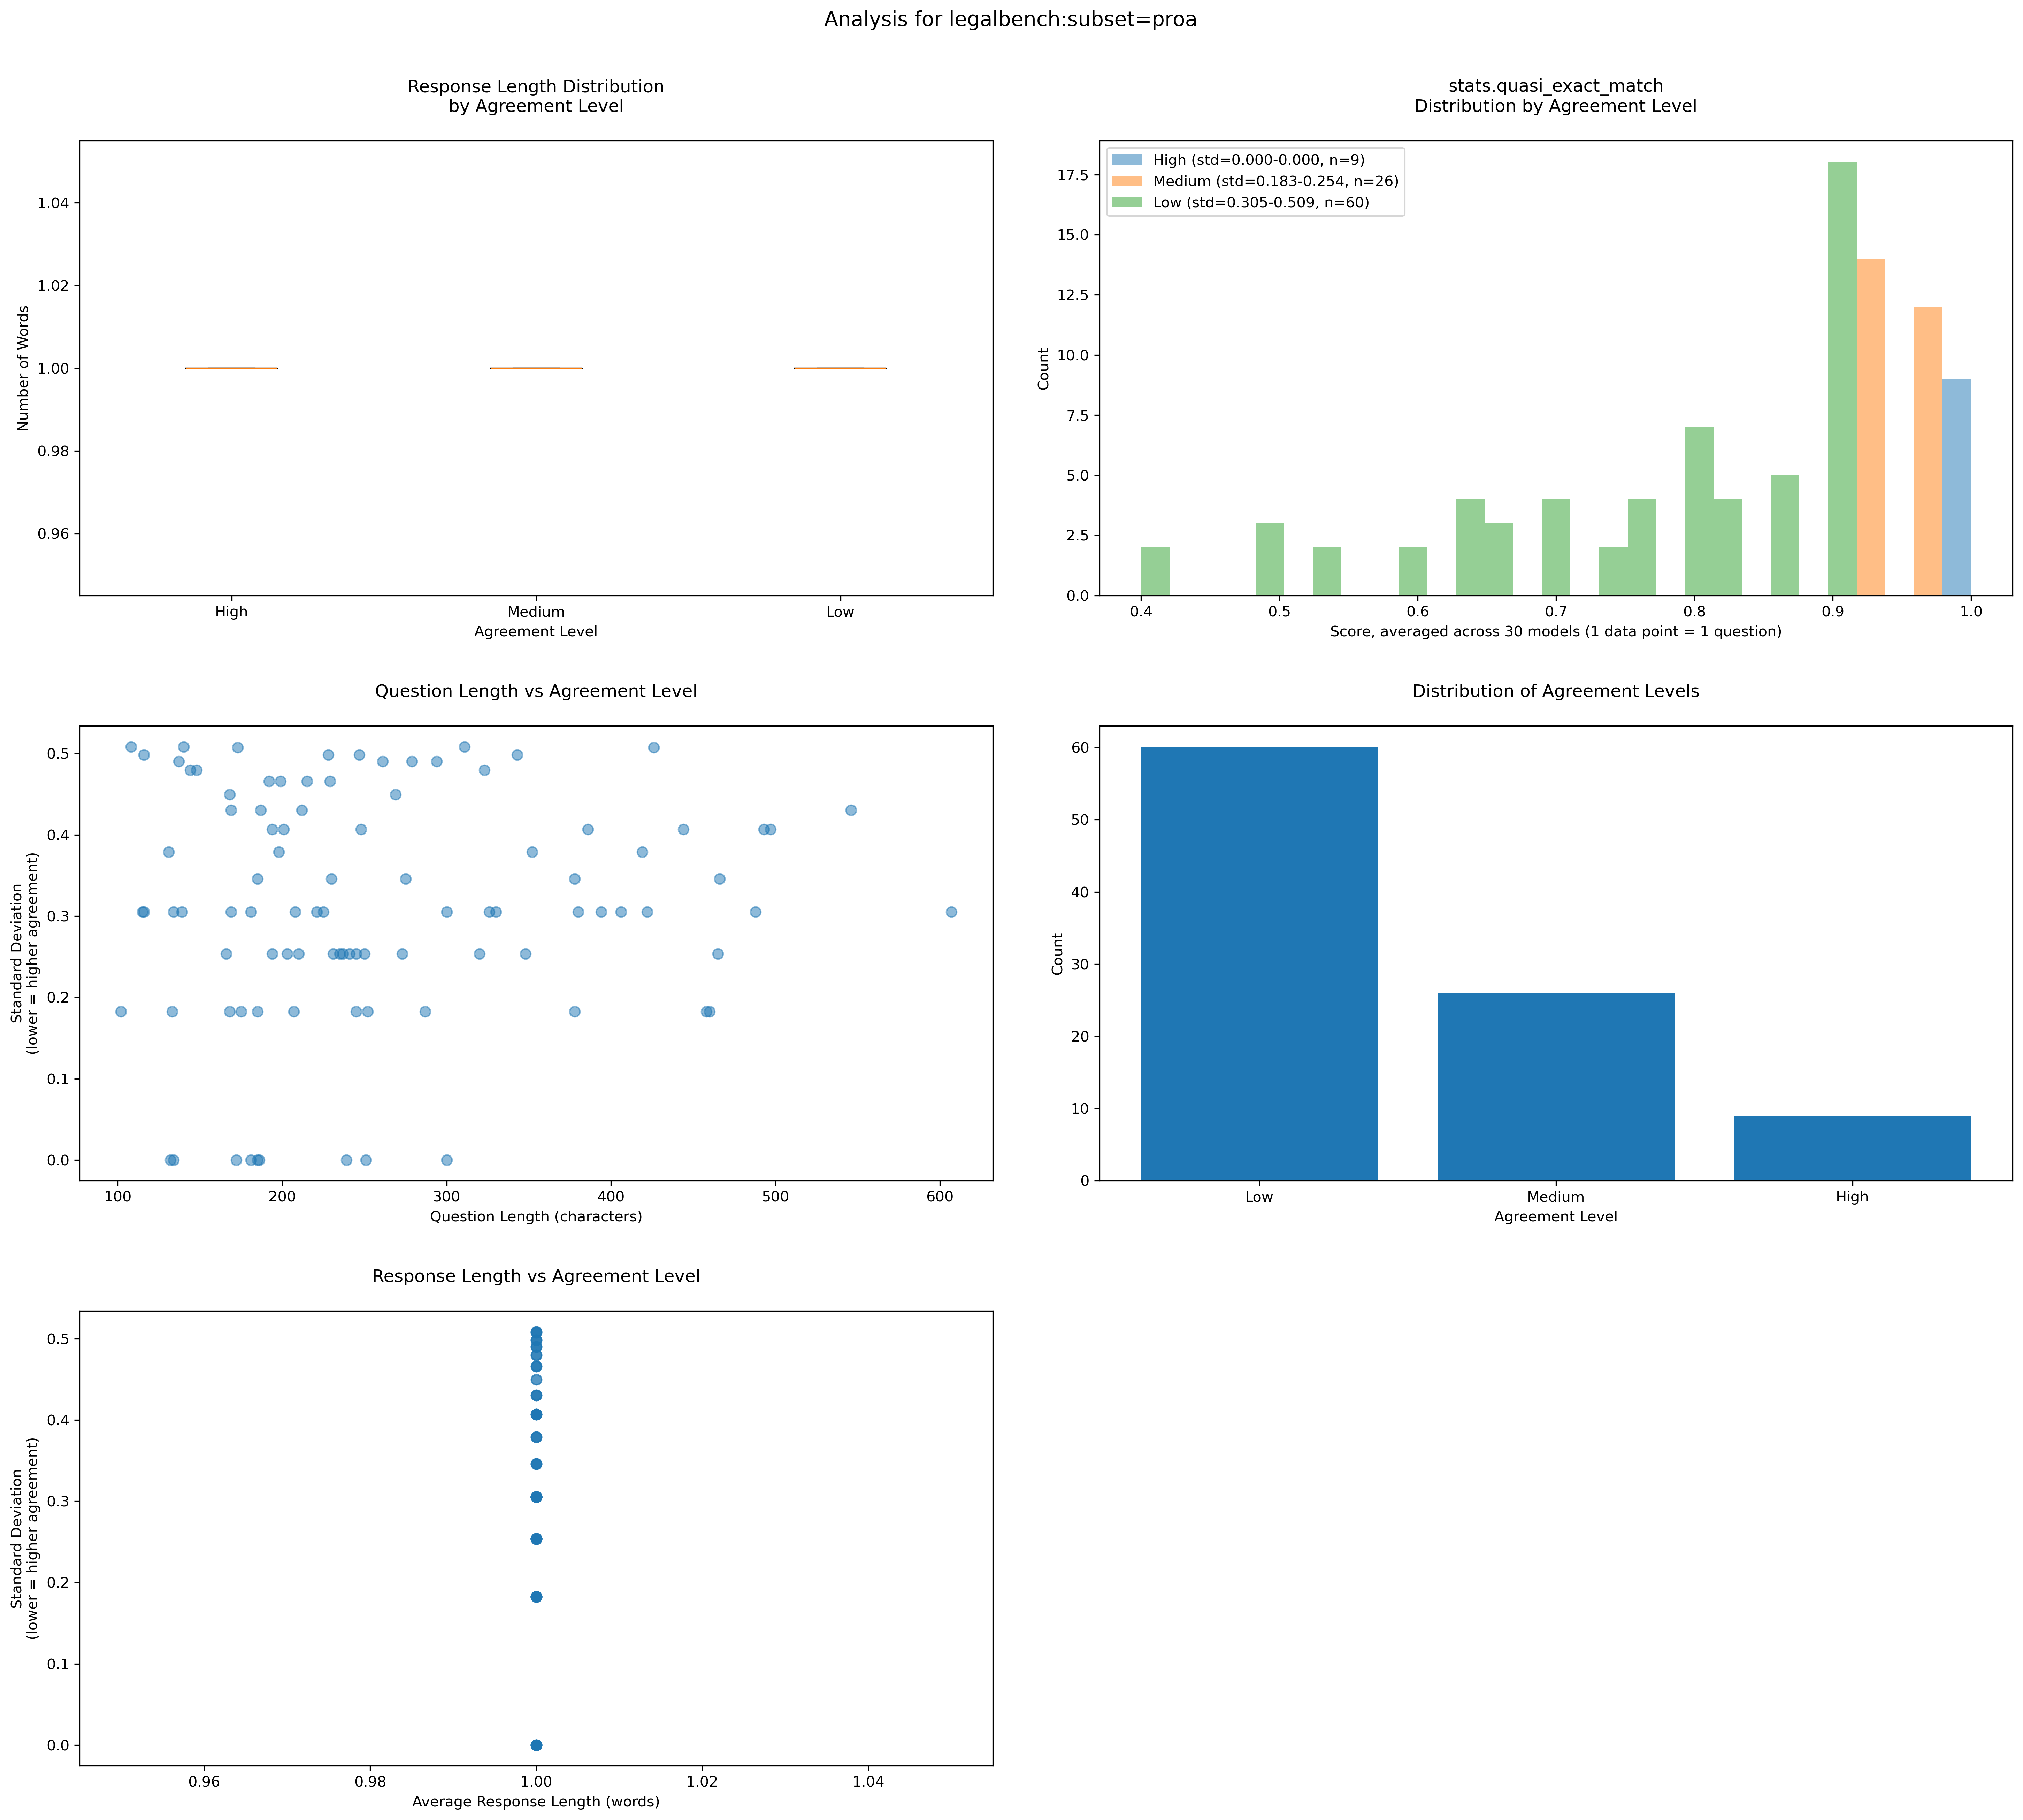 Analysis for legalbench:subset=proa
Response Length Distribution
by Agreement Level
1.04
1.02
1.00
0.98
0.96
Number of Words
High
Medium
Low
Agreement Level
stats.quasi_exact_match
Distribution by Agreement Level
High (std=0.000-0.000, n=9)
Medium (std=0.183-0.254, n=26)
Low (std=0.305-0.509, n=60)
17.5
15.0
12.5
10.0
7.5
5.0
2.5
0.0
Count
0.4
0.5
0.6
0.7
0.8
0.9
1.0
Score, averaged across 30 models (1 data point = 1 question)
Question Length vs Agreement Level
0.5
0.4
0.3
0.2
0.1
0.0
Standard Deviation
(lower = higher agreement)
100
200
300
400
500
600
Question Length (characters)
Distribution of Agreement Levels
60
50
40
30
20
10
0
Count
Low
Medium
High
Agreement Level
Response Length vs Agreement Level
0.5
0.4
0.3
0.2
0.1
0.0
Standard Deviation
(lower = higher agreement)
0.96
0.98
1.00
1.02
1.04
Average Response Length (words)